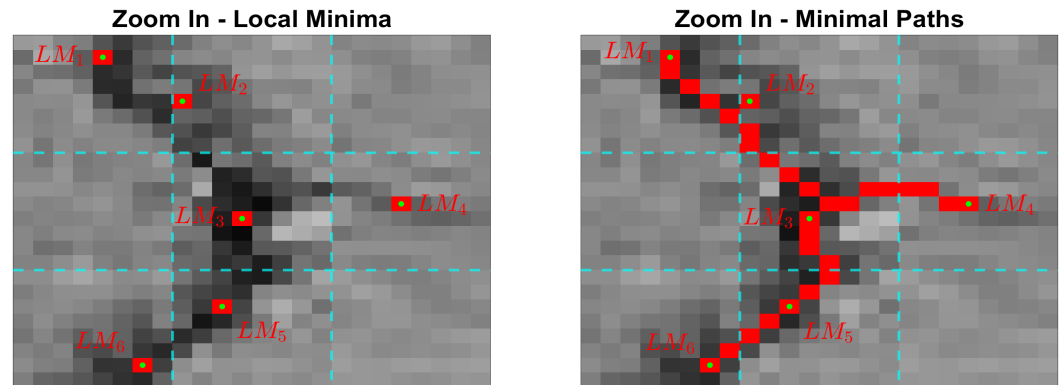 Zoom In - Local Minima
LM₁
LM₂
LM₃
LM₄
LM₅
LM₆
Zoom In - Minimal Paths
LM₁
LM₂
LM₃
LM₄
LM₅
LM₆